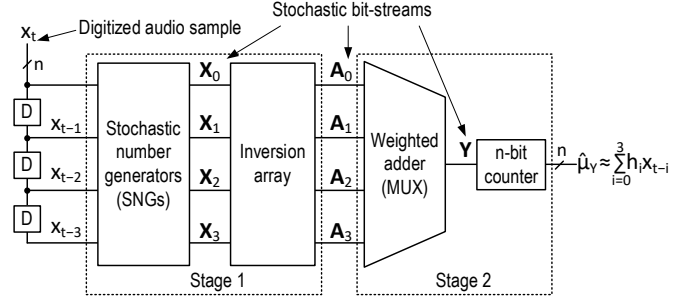 Stochastic bit-streams
x_t Digitized audio sample
n
X_0 A_0
D
x_{t−1} X_1 A_1
D
x_{t−2} X_2 A_2
D
x_{t−3} X_3 A_3
Stochastic
number
generators
(SNGs)
Inversion
array
Weighted
adder
(MUX)
Y
n-bit
counter
n
μ̂_Y ≈ ∑_{i=0}^{3} h_i x_{t−i}
Stage 1
Stage 2